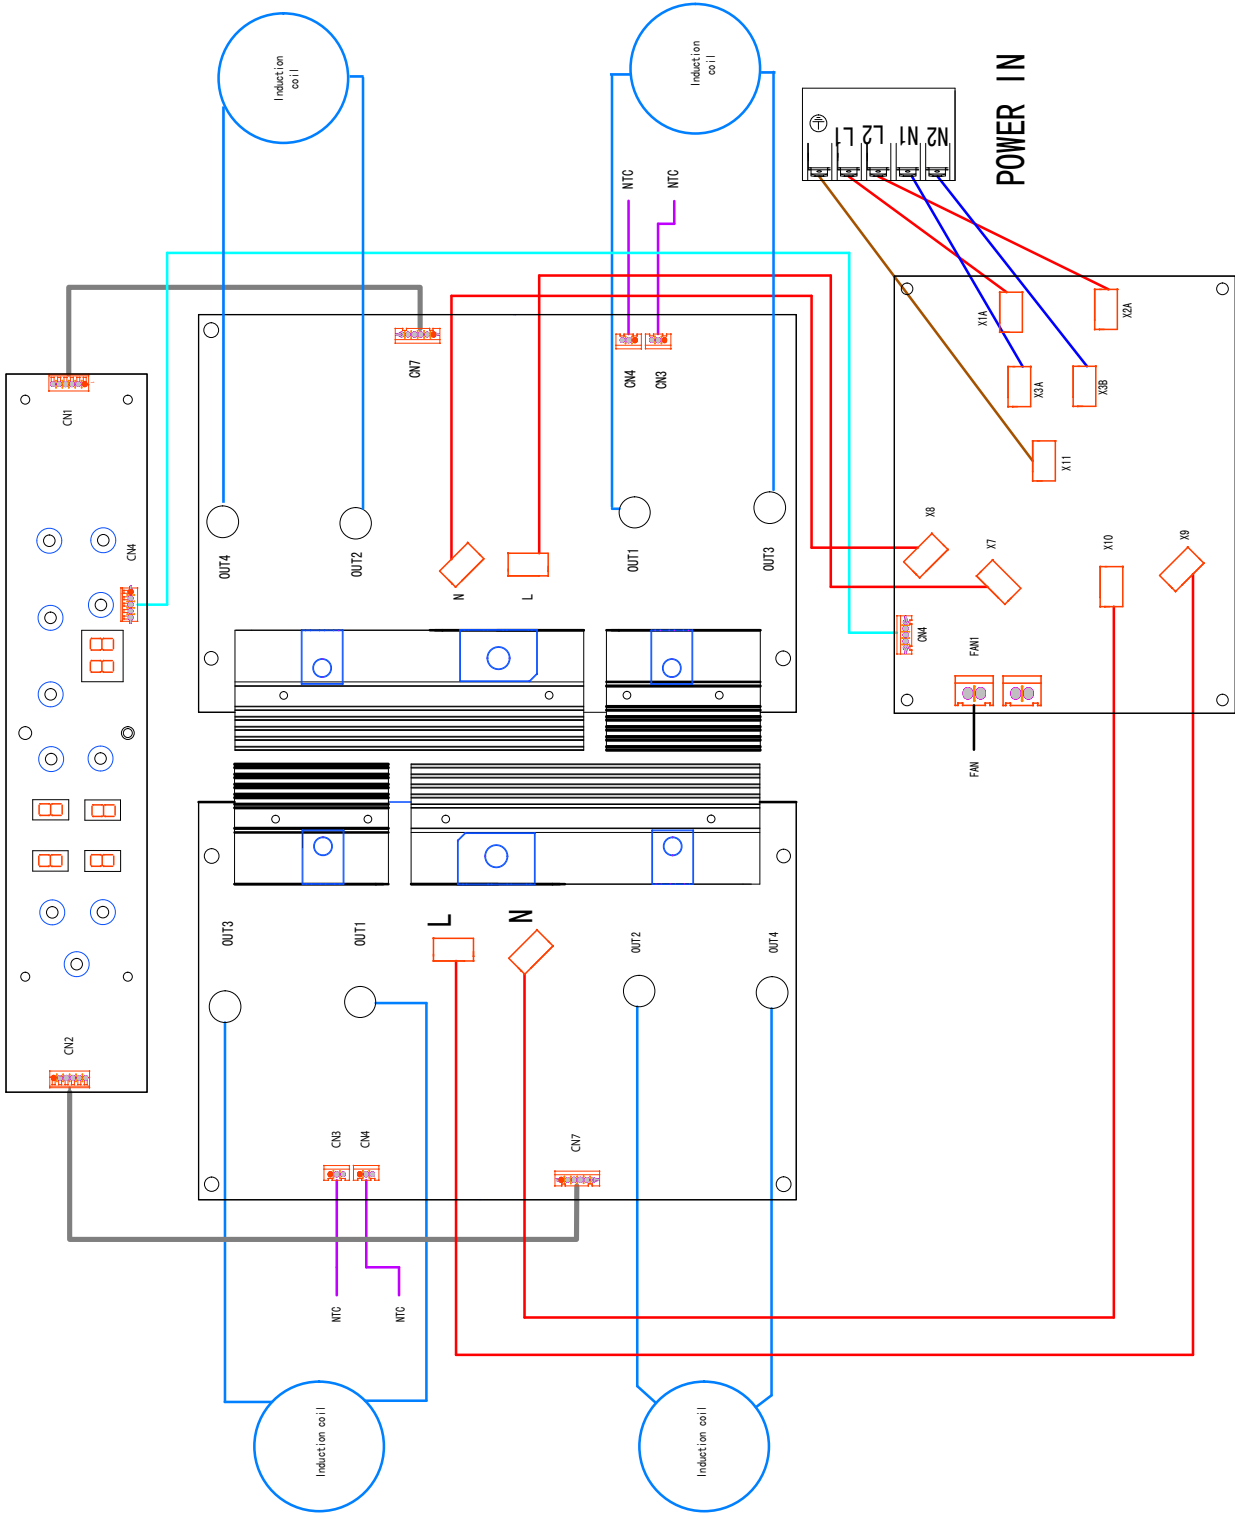 Induction
coil
Induction
coil
POWER IN
L1
L2
N1
N2
NTC
NTC
CN7
CN4
CN3
CN1
CN4
OUT4
OUT2
OUT1
OUT3
N
L
X1A
X2A
X3A
X3B
X11
X8
X7
X10
X9
CN4
FAN1
FAN
OUT3
OUT1
L
N
OUT2
OUT4
CN2
CN3
CN4
CN7
NTC
NTC
Induction coil
Induction coil